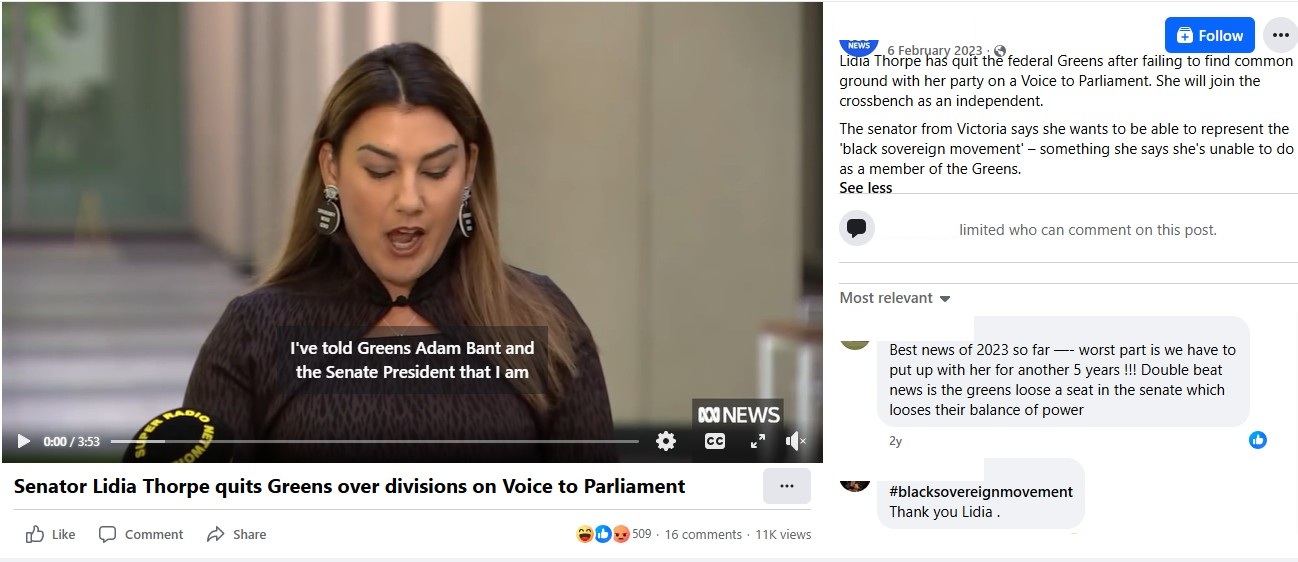 I've told Greens Adam Bant and
the Senate President that I am
NEWS
SUPER RADIO NETWORK
0:00 / 3:53
CC
Senator Lidia Thorpe quits Greens over divisions on Voice to Parliament
...
Like
Comment
Share
509 · 16 comments · 11K views
NEWS
6 February 2023 ·
Follow
...
Lidia Thorpe has quit the federal Greens after failing to find common
ground with her party on a Voice to Parliament. She will join the
crossbench as an independent.
The senator from Victoria says she wants to be able to represent the
'black sovereign movement' – something she says she's unable to do
as a member of the Greens.
See less
limited who can comment on this post.
Most relevant
Best news of 2023 so far —- worst part is we have to
put up with her for another 5 years !!! Double beat
news is the greens loose a seat in the senate which
looses their balance of power
2y
#blacksovereignmovement
Thank you Lidia .